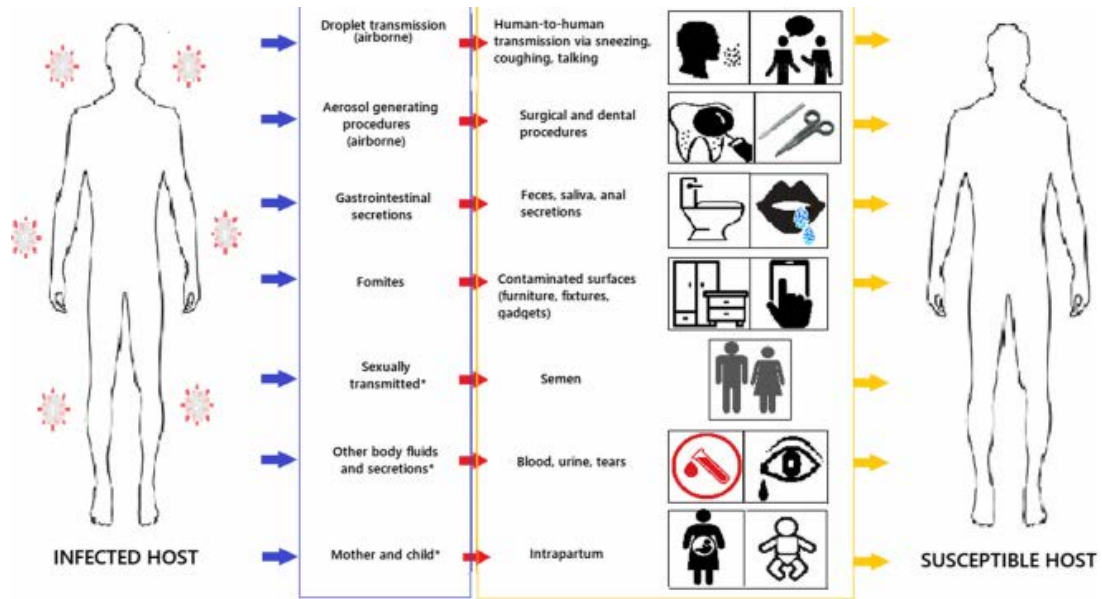 Droplet transmission
(airborne)
Human-to-human
transmission via sneezing,
coughing, talking
Aerosol generating
procedures
(airborne)
Surgical and dental
procedures
Gastrointestinal
secretions
Feces, saliva, anal
secretions
Fomites
Contaminated surfaces
(furniture, fixtures,
gadgets)
Sexually
transmitted*
Semen
Other body fluids
and secretions*
Blood, urine, tears
Mother and child*
Intrapartum
INFECTED HOST
SUSCEPTIBLE HOST